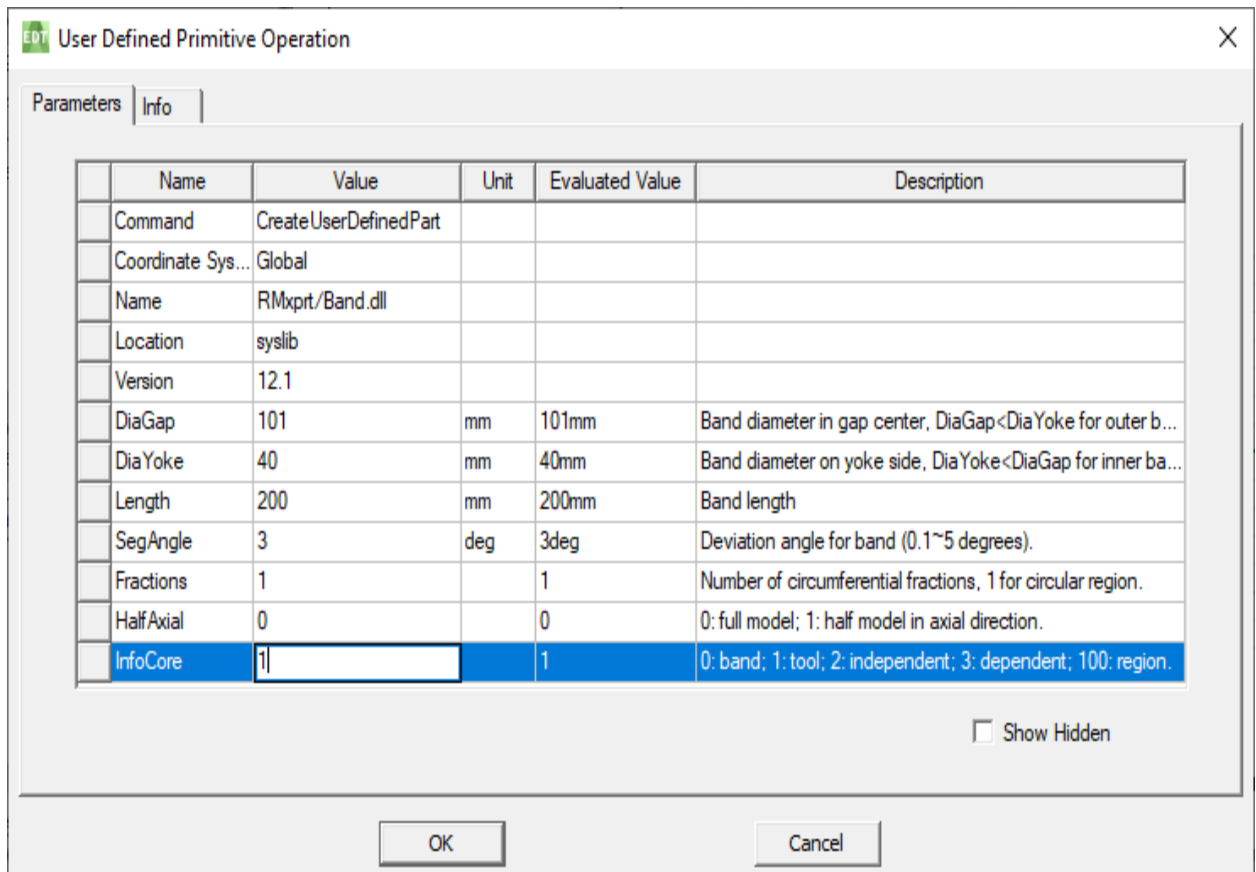 EDT User Defined Primitive Operation
Parameters Info
Name Value Unit Evaluated Value Description
Command CreateUserDefinedPart
Coordinate Sys... Global
Name RMxprt/Band.dll
Location syslib
Version 12.1
DiaGap 101 mm 101mm Band diameter in gap center, DiaGap<DiaYoke for outer b...
DiaYoke 40 mm 40mm Band diameter on yoke side, DiaYoke<DiaGap for inner ba...
Length 200 mm 200mm Band length
SegAngle 3 deg 3deg Deviation angle for band (0.1~5 degrees).
Fractions 1 1 Number of circumferential fractions, 1 for circular region.
HalfAxial 0 0 0: full model; 1: half model in axial direction.
InfoCore 1 1 0: band; 1: tool; 2: independent; 3: dependent; 100: region.
Show Hidden
OK Cancel